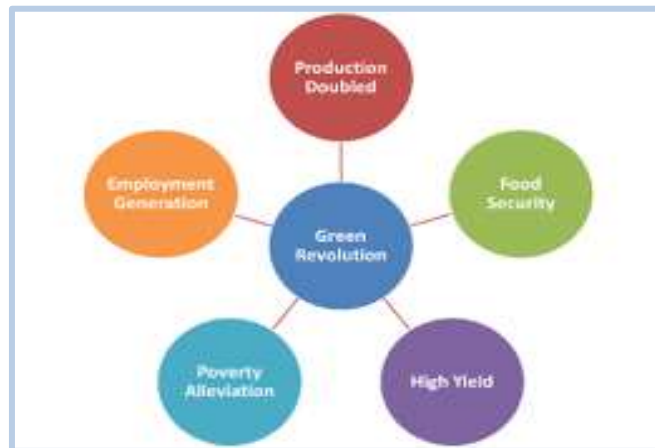 Production
Doubled
Employment
Generation
Food
Security
Green
Revolution
Poverty
Alleviation
High Yield